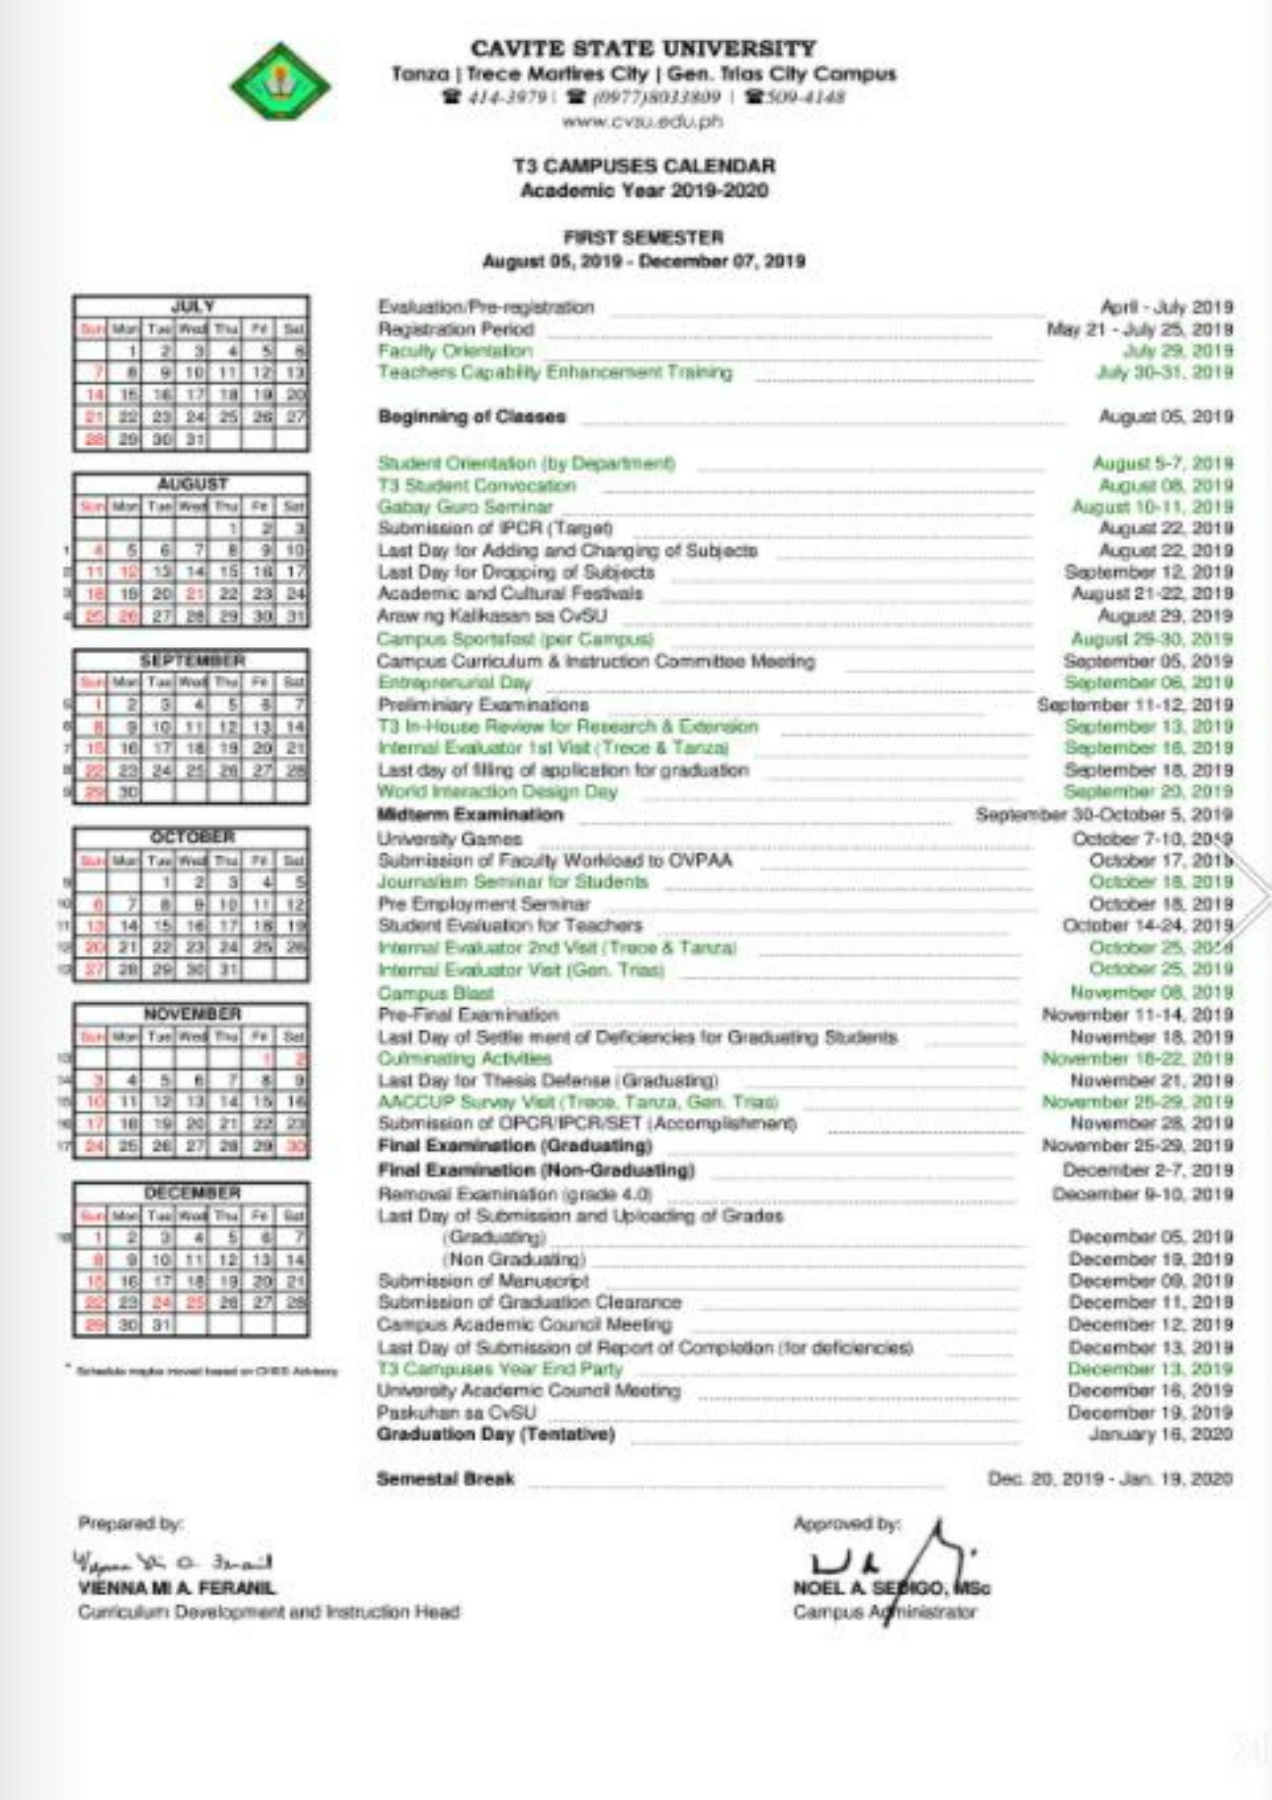 CAVITE STATE UNIVERSITY
Tanza | Trece Martires City | Gen. Trias City Campus
☎ 414-3979 | ☎ (0977)8033809 | ☎509-4148
www.cvsu.edu.ph
T3 CAMPUSES CALENDAR
Academic Year 2019-2020
FIRST SEMESTER
August 05, 2019 - December 07, 2019
JULY
Sun Mon Tue Wed Thu Fri Sat
1 2 3 4 5 6
7 8 9 10 11 12 13
14 15 16 17 18 19 20
21 22 23 24 25 26 27
28 29 30 31
AUGUST
Sun Mon Tue Wed Thu Fri Sat
1 2 3
1 4 5 6 7 8 9 10
2 11 12 13 14 15 16 17
3 18 19 20 21 22 23 24
4 25 26 27 28 29 30 31
SEPTEMBER
Sun Mon Tue Wed Thu Fri Sat
5 1 2 3 4 5 6 7
6 8 9 10 11 12 13 14
7 15 16 17 18 19 20 21
8 22 23 24 25 26 27 28
9 29 30
OCTOBER
Sun Mon Tue Wed Thu Fri Sat
9 1 2 3 4 5
10 6 7 8 9 10 11 12
11 13 14 15 16 17 18 19
12 20 21 22 23 24 25 26
13 27 28 29 30 31
NOVEMBER
Sun Mon Tue Wed Thu Fri Sat
13 1 2
14 3 4 5 6 7 8 9
15 10 11 12 13 14 15 16
16 17 18 19 20 21 22 23
17 24 25 26 27 28 29 30
DECEMBER
Sun Mon Tue Wed Thu Fri Sat
18 1 2 3 4 5 6 7
8 9 10 11 12 13 14
15 16 17 18 19 20 21
22 23 24 25 26 27 28
29 30 31
* Schedule maybe moved based on CHED Advisory
Evaluation/Pre-registration April - July 2019
Registration Period May 21 - July 25, 2019
Faculty Orientation July 29, 2019
Teachers Capability Enhancement Training July 30-31, 2019
Beginning of Classes August 05, 2019
Student Orientation (by Department) August 5-7, 2019
T3 Student Convocation August 08, 2019
Gabay Guro Seminar August 10-11, 2019
Submission of IPCR (Target) August 22, 2019
Last Day for Adding and Changing of Subjects August 22, 2019
Last Day for Dropping of Subjects September 12, 2019
Academic and Cultural Festivals August 21-22, 2019
Araw ng Kalikasan sa CvSU August 29, 2019
Campus Sportsfest (per Campus) August 29-30, 2019
Campus Curriculum & Instruction Committee Meeting September 05, 2019
Entreprenurial Day September 06, 2019
Preliminiary Examinations September 11-12, 2019
T3 In-House Review for Research & Extension September 13, 2019
Internal Evaluator 1st Visit (Trece & Tanza) September 16, 2019
Last day of filling of application for graduation September 18, 2019
World Interaction Design Day September 20, 2019
Midterm Examination September 30-October 5, 2019
University Games October 7-10, 2019
Submission of Faculty Workload to OVPAA October 17, 2019
Journalism Seminar for Students October 18, 2019
Pre Employment Seminar October 18, 2019
Student Evaluation for Teachers October 14-24, 2019
Internal Evaluator 2nd Visit (Trece & Tanza) October 25, 2019
Internal Evaluator Visit (Gen. Trias) October 25, 2019
Campus Blast November 08, 2019
Pre-Final Examination November 11-14, 2019
Last Day of Settle ment of Deficiencies for Graduating Students November 18, 2019
Culminating Activities November 18-22, 2019
Last Day for Thesis Defense (Graduating) November 21, 2019
AACCUP Survey Visit (Trece, Tanza, Gen. Trias) November 25-29, 2019
Submission of OPCR/IPCR/SET (Accomplishment) November 28, 2019
Final Examination (Graduating) November 25-29, 2019
Final Examination (Non-Graduating) December 2-7, 2019
Removal Examination (grade 4.0) December 9-10, 2019
Last Day of Submission and Uploading of Grades
(Graduating) December 05, 2019
(Non Graduating) December 19, 2019
Submission of Manuscript December 09, 2019
Submission of Graduation Clearance December 11, 2019
Campus Academic Council Meeting December 12, 2019
Last Day of Submission of Report of Completion (for deficiencies) December 13, 2019
T3 Campuses Year End Party December 13, 2019
University Academic Council Meeting December 16, 2019
Paskuhan sa CvSU December 19, 2019
Graduation Day (Tentative) January 16, 2020
Semestal Break Dec. 20, 2019 - Jan. 19, 2020
Prepared by:
VIENNA MI A. FERANIL
Curriculum Development and Instruction Head
Approved by:
NOEL A. SEDIGO, MSc
Campus Administrator